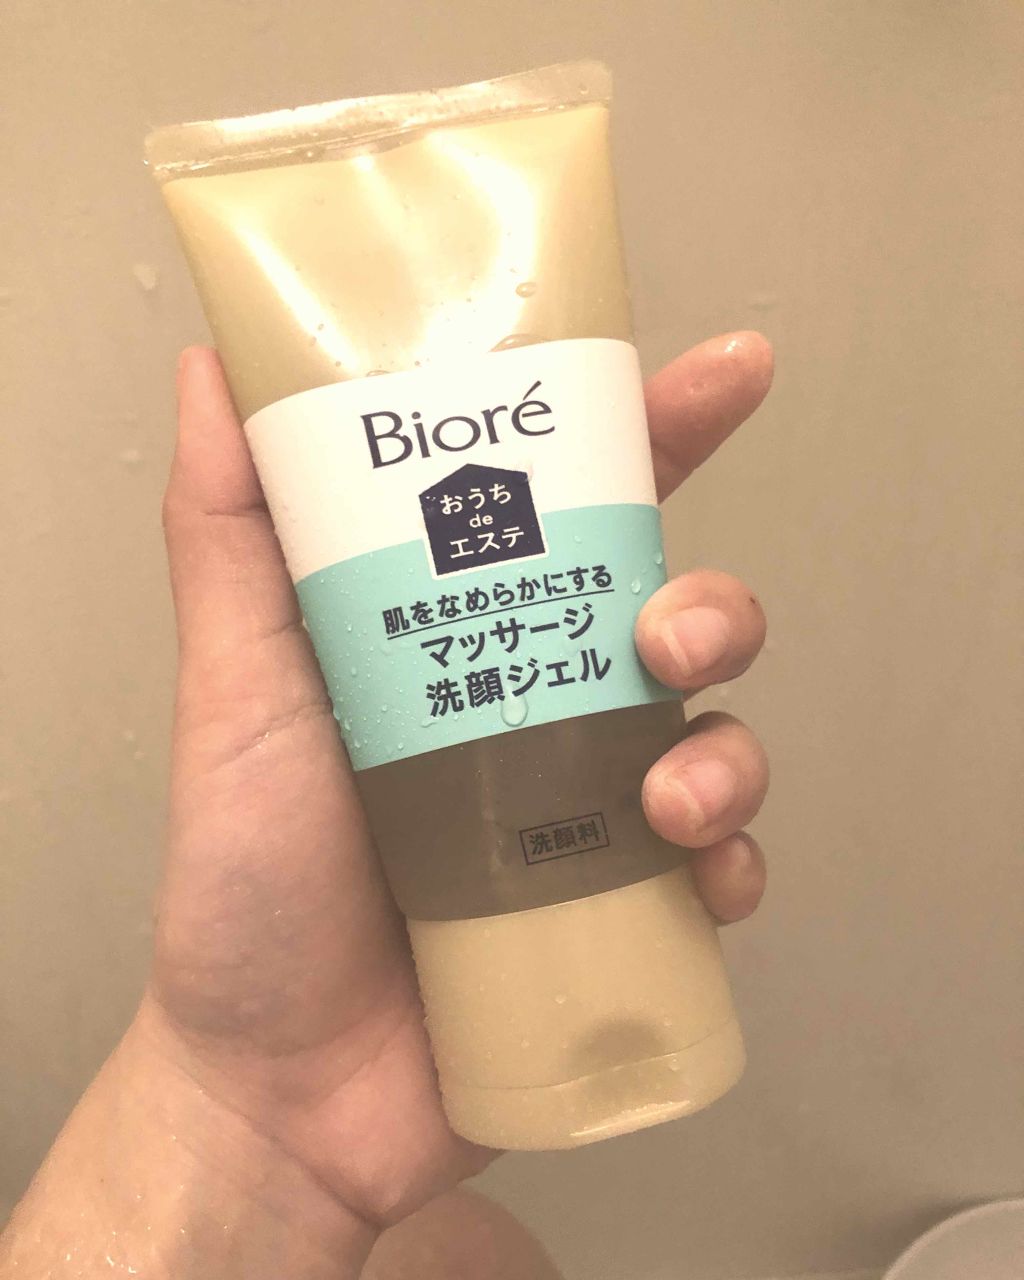 Bioré
おうち
de
エステ
肌をなめらかにする
マッサージ
洗顔ジェル
洗顔料